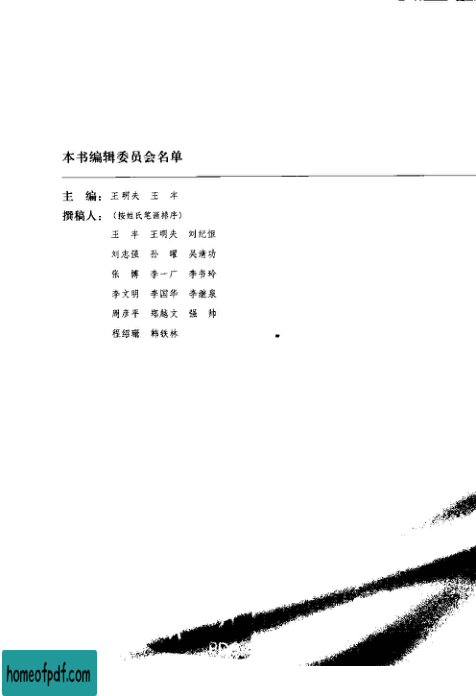 本书编辑委员会名单
主 编：王明夫 王 丰
撰稿人：（按姓氏笔画排序）
王 丰 王明夫 刘纪恒
刘志强 孙 曜 吴靖功
张 博 李一广 李书玲
李文明 李国华 李继泉
周彦平 郑越文 强 帅
程绍珊 韩铁林
homeofpdf.com